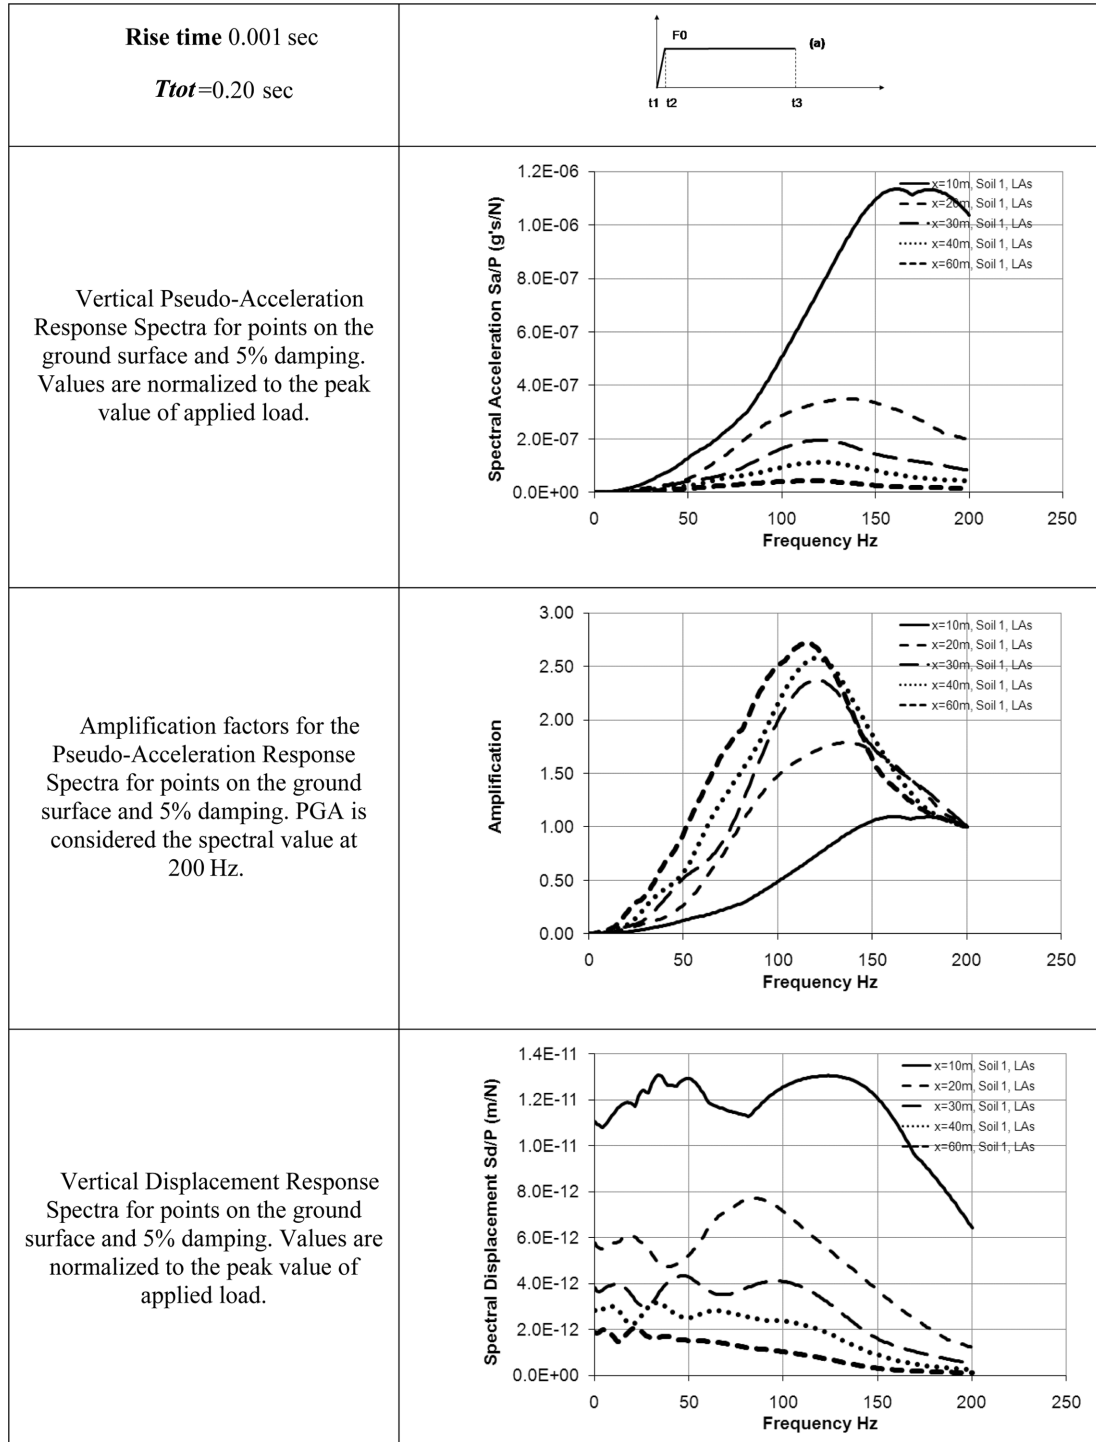 Rise time 0.001 sec
Ttot=0.20 sec
F0
(a)
t1 t2 t3
Vertical Pseudo-Acceleration
Response Spectra for points on the
ground surface and 5% damping.
Values are normalized to the peak
value of applied load.
Spectral Acceleration Sa/P (g's/N)
1.2E-06
1.0E-06
8.0E-07
6.0E-07
4.0E-07
2.0E-07
0.0E+00
0 50 100 150 200 250
Frequency Hz
x=10m, Soil 1, LAs
x=20m, Soil 1, LAs
x=30m, Soil 1, LAs
x=40m, Soil 1, LAs
x=60m, Soil 1, LAs
Amplification factors for the
Pseudo-Acceleration Response
Spectra for points on the ground
surface and 5% damping. PGA is
considered the spectral value at
200 Hz.
Amplification
3.00
2.50
2.00
1.50
1.00
0.50
0.00
0 50 100 150 200 250
Frequency Hz
x=10m, Soil 1, LAs
x=20m, Soil 1, LAs
x=30m, Soil 1, LAs
x=40m, Soil 1, LAs
x=60m, Soil 1, LAs
Vertical Displacement Response
Spectra for points on the ground
surface and 5% damping. Values are
normalized to the peak value of
applied load.
Spectral Displacement Sd/P (m/N)
1.4E-11
1.2E-11
1.0E-11
8.0E-12
6.0E-12
4.0E-12
2.0E-12
0.0E+00
0 50 100 150 200 250
Frequency Hz
x=10m, Soil 1, LAs
x=20m, Soil 1, LAs
x=30m, Soil 1, LAs
x=40m, Soil 1, LAs
x=60m, Soil 1, LAs